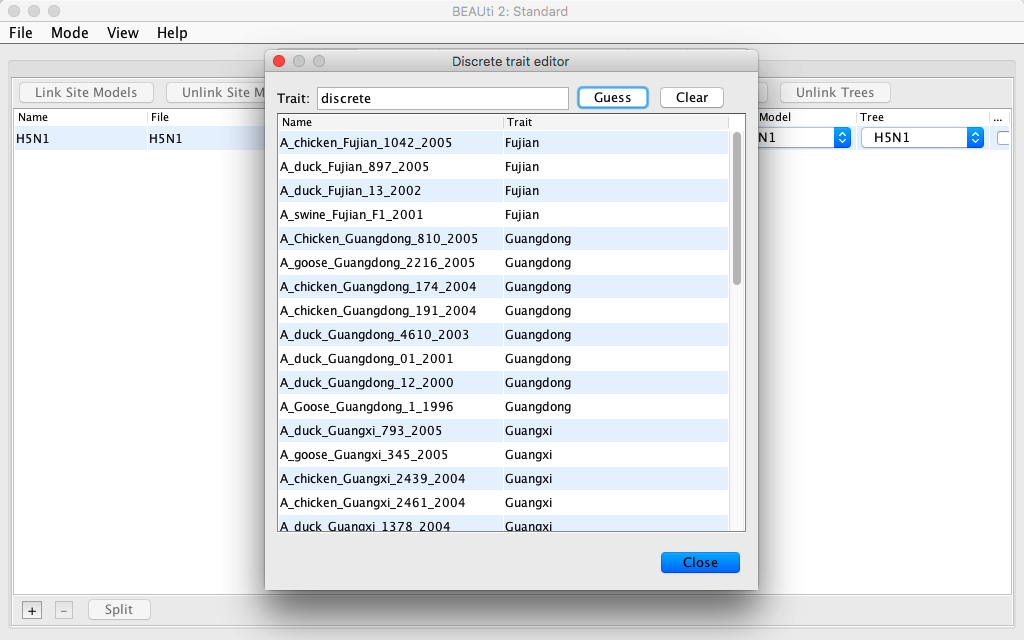 BEAUti 2: Standard
File Mode View Help
Discrete trait editor
Link Site Models Unlink Site M Unlink Trees
Trait: discrete Guess Clear
Name File Model Tree ...
H5N1 H5N1 N1 H5N1
Name Trait
A_chicken_Fujian_1042_2005 Fujian
A_duck_Fujian_897_2005 Fujian
A_duck_Fujian_13_2002 Fujian
A_swine_Fujian_F1_2001 Fujian
A_Chicken_Guangdong_810_2005 Guangdong
A_goose_Guangdong_2216_2005 Guangdong
A_chicken_Guangdong_174_2004 Guangdong
A_chicken_Guangdong_191_2004 Guangdong
A_duck_Guangdong_4610_2003 Guangdong
A_duck_Guangdong_01_2001 Guangdong
A_duck_Guangdong_12_2000 Guangdong
A_Goose_Guangdong_1_1996 Guangdong
A_duck_Guangxi_793_2005 Guangxi
A_goose_Guangxi_345_2005 Guangxi
A_chicken_Guangxi_2439_2004 Guangxi
A_chicken_Guangxi_2461_2004 Guangxi
A_duck_Guangxi_1378_2004 Guangxi
Close
+ - Split